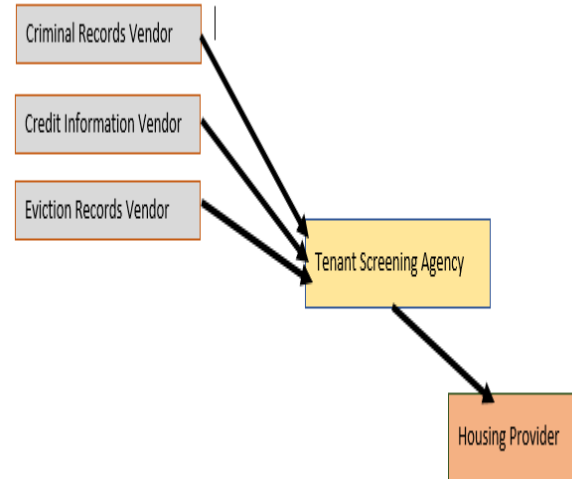 Criminal Records Vendor
Credit Information Vendor
Eviction Records Vendor
Tenant Screening Agency
Housing Provider